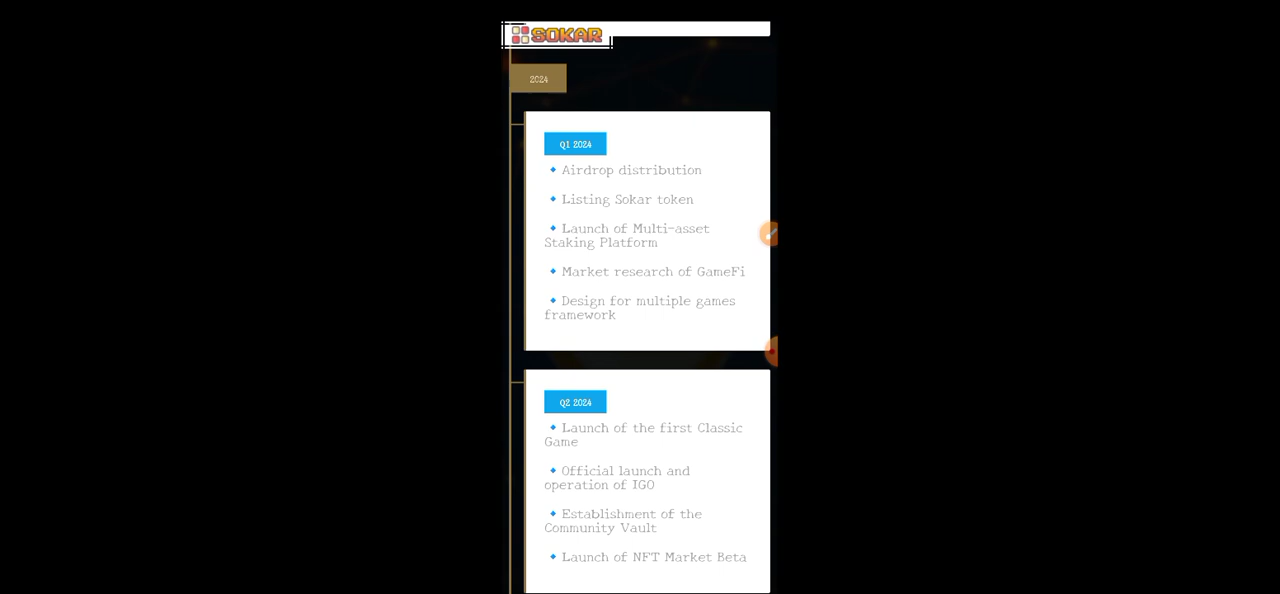 SOKAR
2024
Q1 2024
Airdrop distribution
Listing Sokar token
Launch of Multi-asset
Staking Platform
Market research of GameFi
Design for multiple games
framework
Q2 2024
Launch of the first Classic
Game
Official launch and
operation of IGO
Establishment of the
Community Vault
Launch of NFT Market Beta